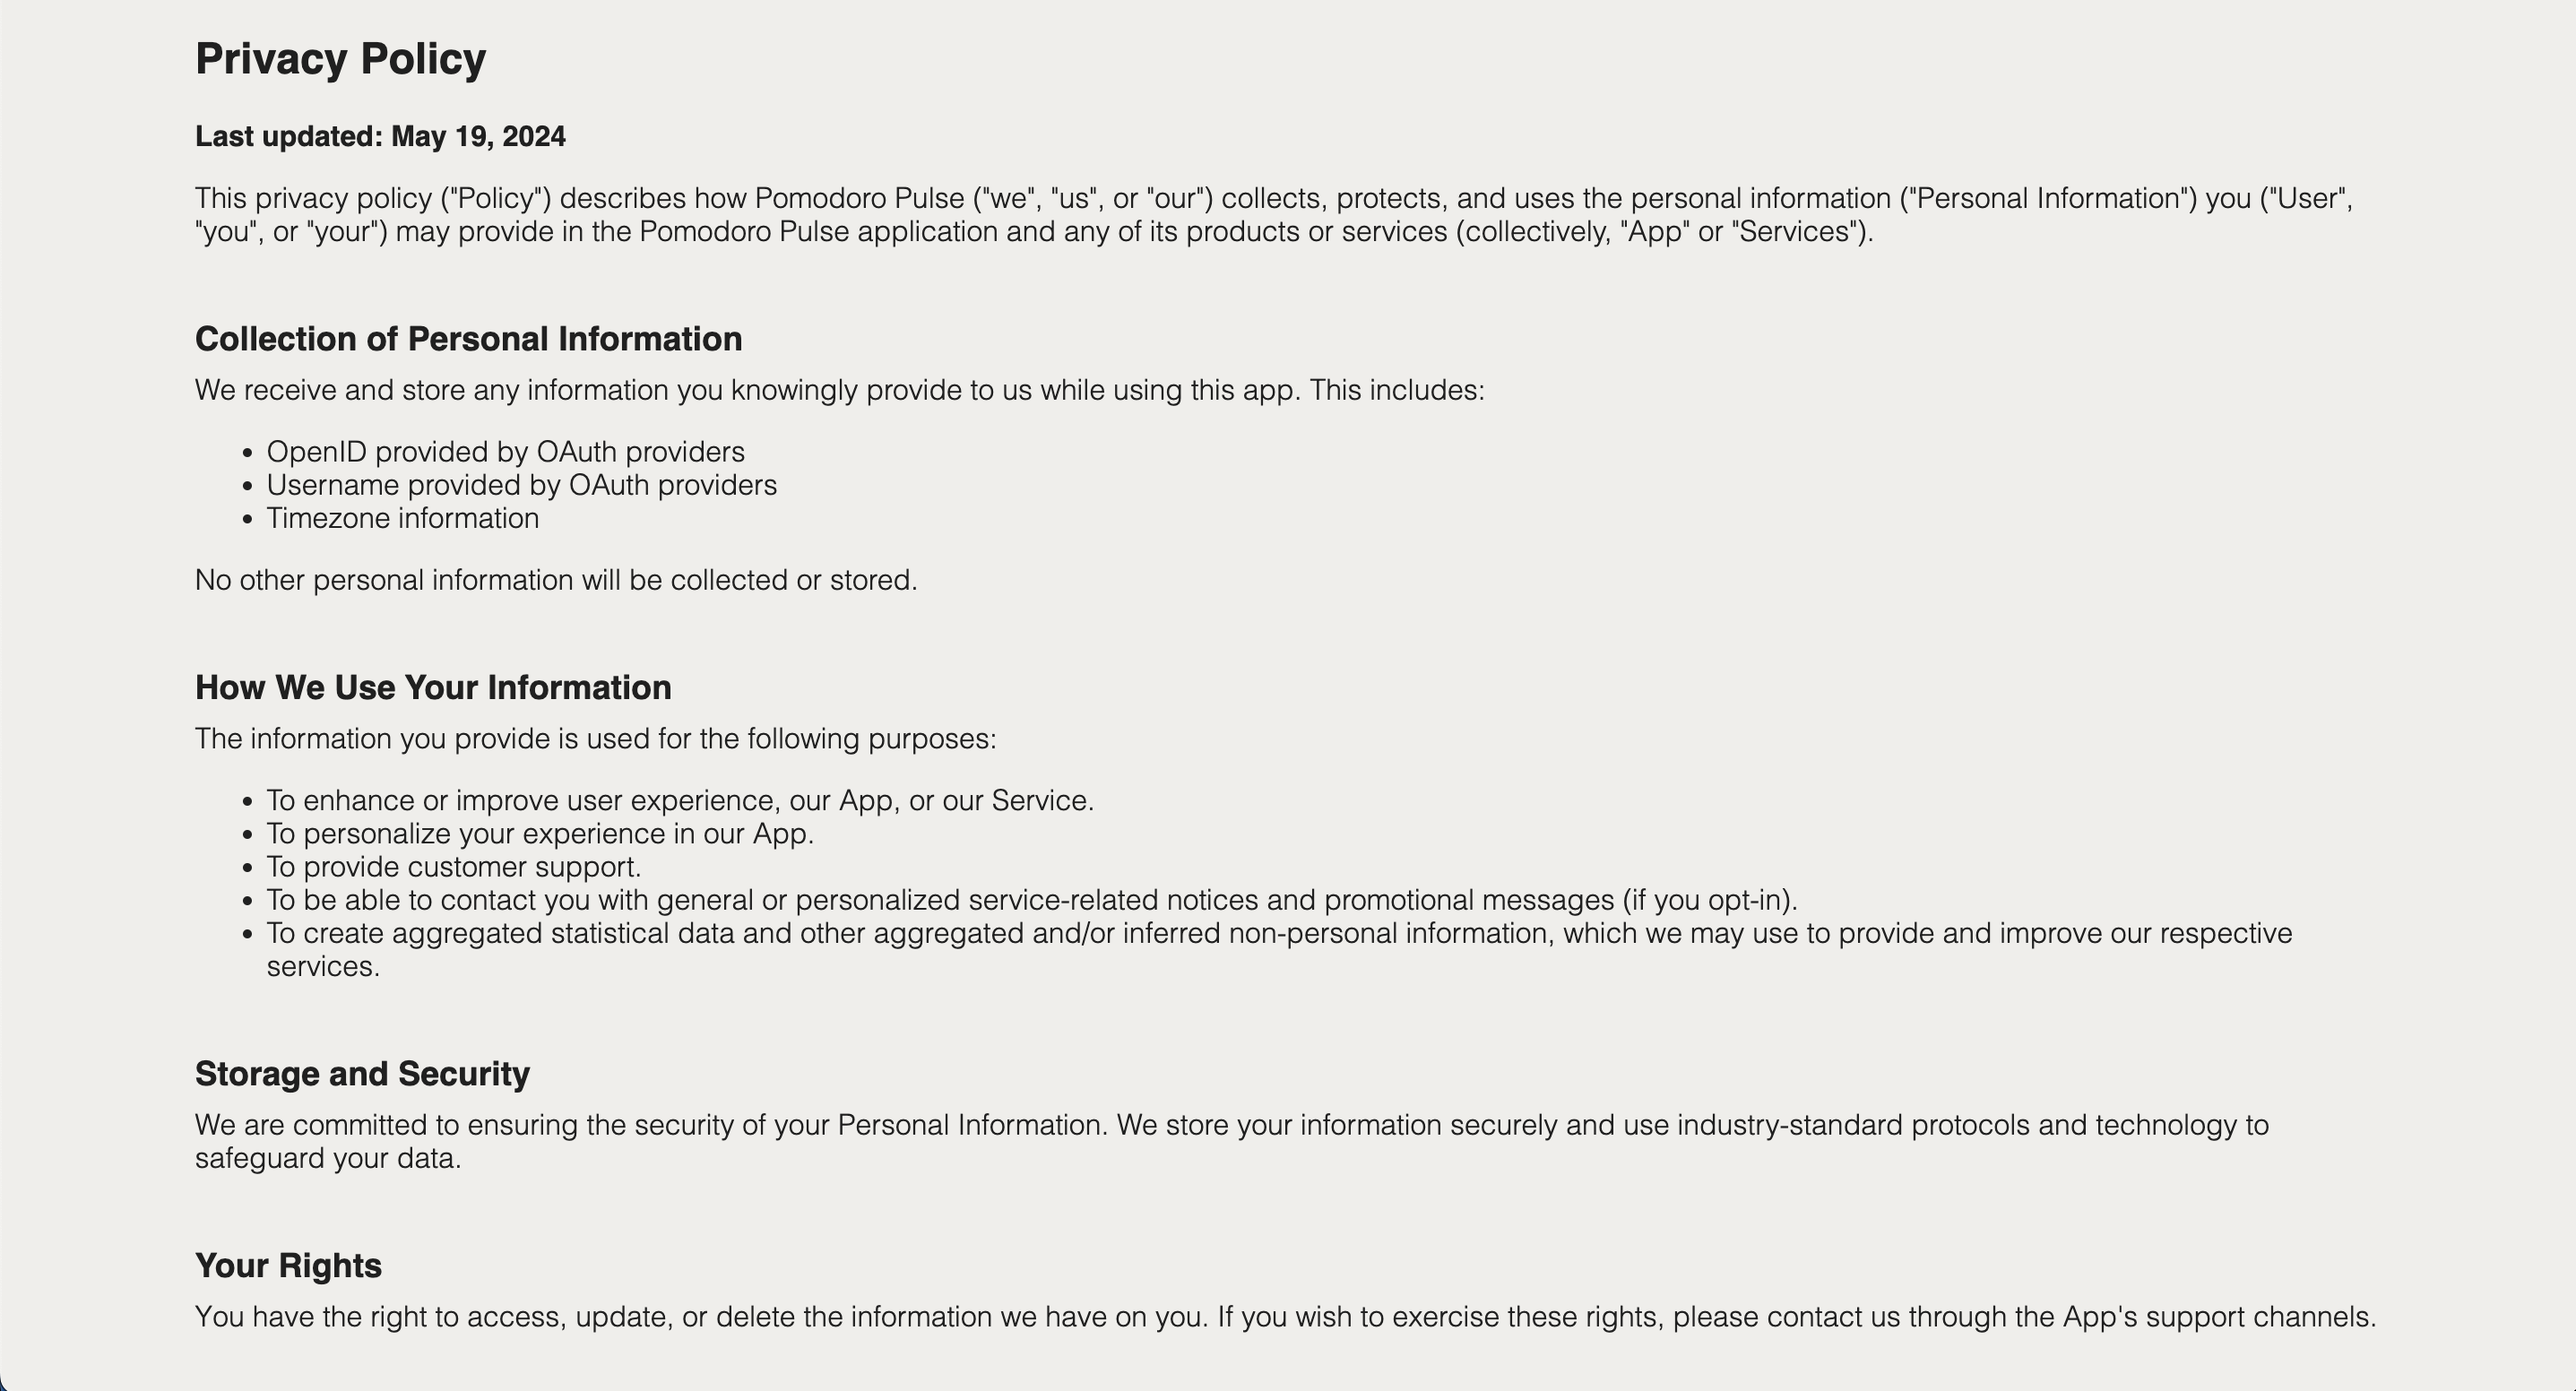 Privacy Policy
Last updated: May 19, 2024
This privacy policy ("Policy") describes how Pomodoro Pulse ("we", "us", or "our") collects, protects, and uses the personal information ("Personal Information") you ("User",
"you", or "your") may provide in the Pomodoro Pulse application and any of its products or services (collectively, "App" or "Services").
Collection of Personal Information
We receive and store any information you knowingly provide to us while using this app. This includes:
• OpenID provided by OAuth providers
• Username provided by OAuth providers
• Timezone information
No other personal information will be collected or stored.
How We Use Your Information
The information you provide is used for the following purposes:
• To enhance or improve user experience, our App, or our Service.
• To personalize your experience in our App.
• To provide customer support.
• To be able to contact you with general or personalized service-related notices and promotional messages (if you opt-in).
• To create aggregated statistical data and other aggregated and/or inferred non-personal information, which we may use to provide and improve our respective
services.
Storage and Security
We are committed to ensuring the security of your Personal Information. We store your information securely and use industry-standard protocols and technology to
safeguard your data.
Your Rights
You have the right to access, update, or delete the information we have on you. If you wish to exercise these rights, please contact us through the App's support channels.